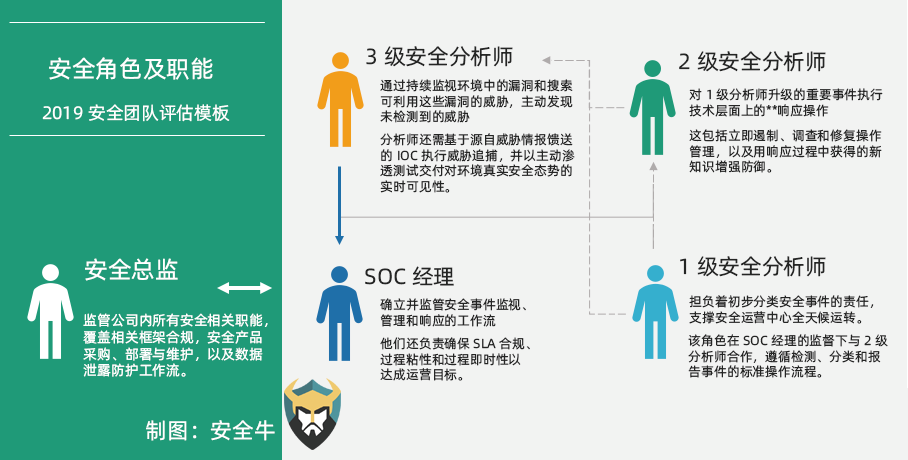 安全角色及职能
2019 安全团队评估模板
安全总监
监管公司内所有安全相关职能，
覆盖相关框架合规，安全产品
采购、部署与维护，以及数据
泄露防护工作流。
制图：安全牛
3 级安全分析师
通过持续监视环境中的漏洞和搜索
可利用这些漏洞的威胁，主动发现
未检测到的威胁
分析师还需基于源自威胁情报馈送
的 IOC 执行威胁追捕，并以主动渗
透测试交付对环境真实安全态势的
实时可见性。
2 级安全分析师
对 1 级分析师升级的重要事件执行
技术层面上的**响应操作
这包括立即遏制、调查和修复操作
管理，以及用响应过程中获得的新
知识增强防御。
SOC 经理
确立并监管安全事件监视、
管理和响应的工作流
他们还负责确保 SLA 合规、
过程粘性和过程即时性以
达成运营目标。
1 级安全分析师
担负着初步分类安全事件的责任，
支撑安全运营中心全天候运转。
该角色在 SOC 经理的监督下与 2 级
分析师合作，遵循检测、分类和报
告事件的标准操作流程。